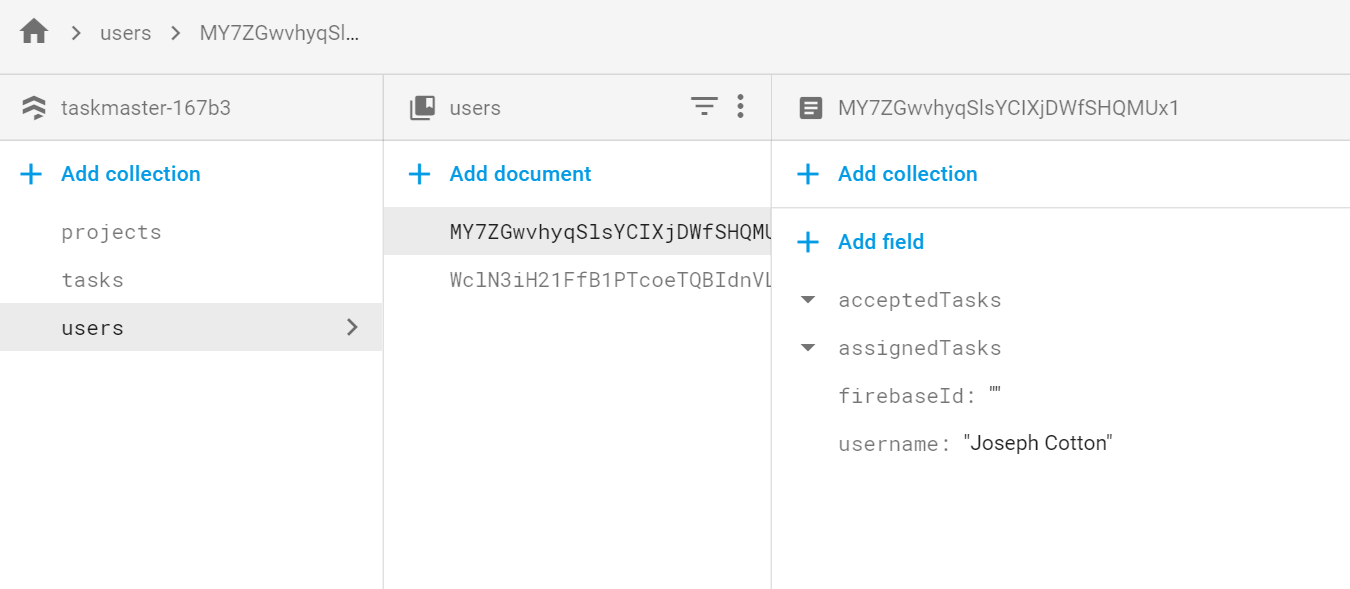 users
MY7ZGwvhyqSl...
taskmaster-167b3
users
MY7ZGwvhyqSlsYCIXjDWfSHQMUx1
Add collection
Add document
Add collection
projects
tasks
users
MY7ZGwvhyqSlsYCIXjDWfSHQMU
WclN3iH21FfB1PTcoeTQBIdnVL
Add field
acceptedTasks
assignedTasks
firebaseId: ""
username: "Joseph Cotton"